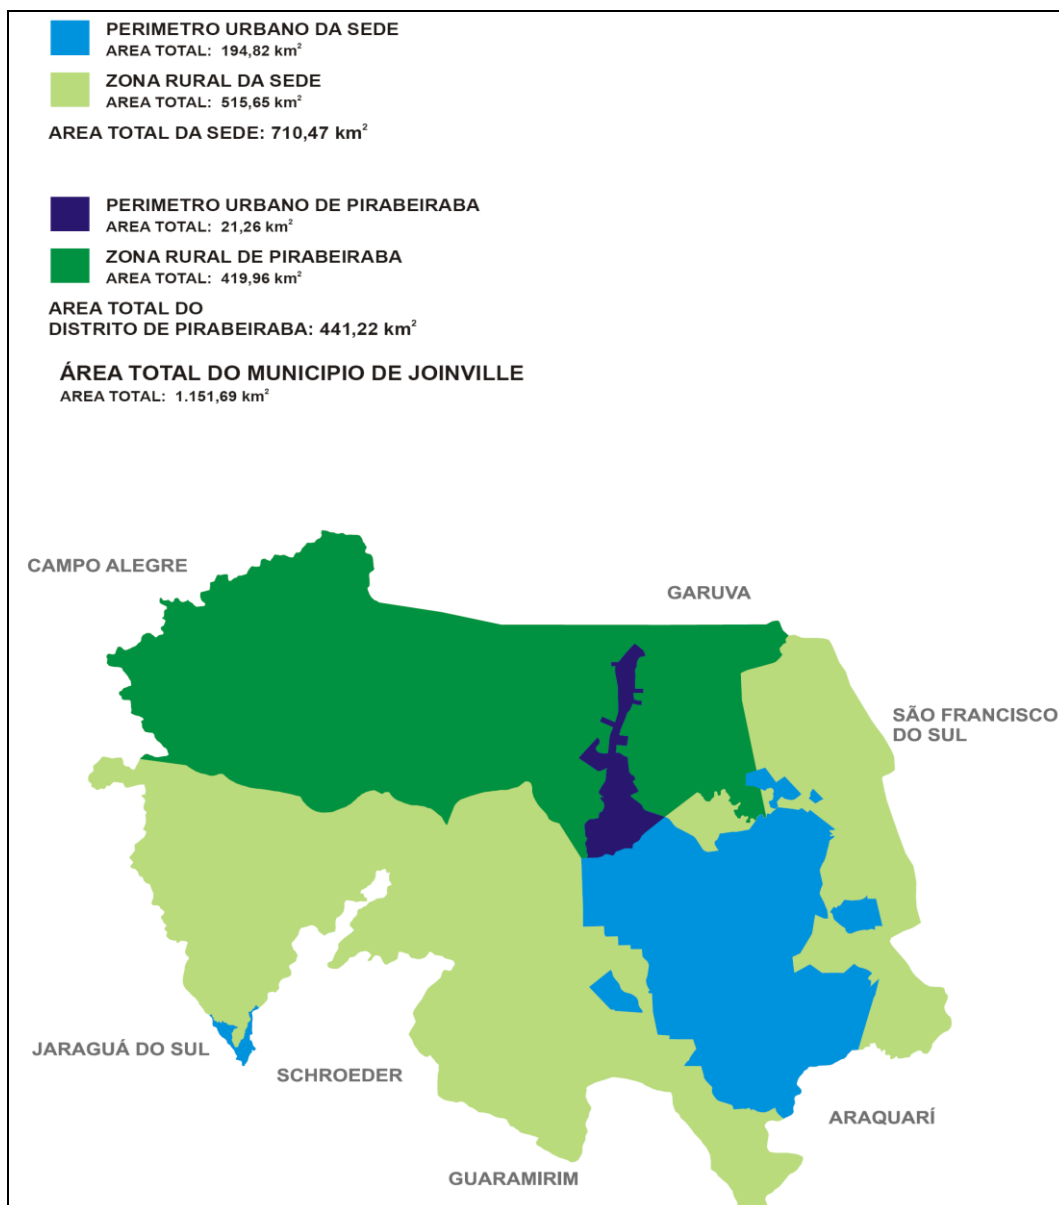 PERIMETRO URBANO DA SEDE
AREA TOTAL: 194,82 km²
ZONA RURAL DA SEDE
AREA TOTAL: 515,65 km²
AREA TOTAL DA SEDE: 710,47 km²
PERIMETRO URBANO DE PIRABEIRABA
AREA TOTAL: 21,26 km²
ZONA RURAL DE PIRABEIRABA
AREA TOTAL: 419,96 km²
AREA TOTAL DO
DISTRITO DE PIRABEIRABA: 441,22 km²
ÁREA TOTAL DO MUNICIPIO DE JOINVILLE
AREA TOTAL: 1.151,69 km²
CAMPO ALEGRE
GARUVA
SÃO FRANCISCO
DO SUL
JARAGUÁ DO SUL
SCHROEDER
ARAQUARÍ
GUARAMIRIM